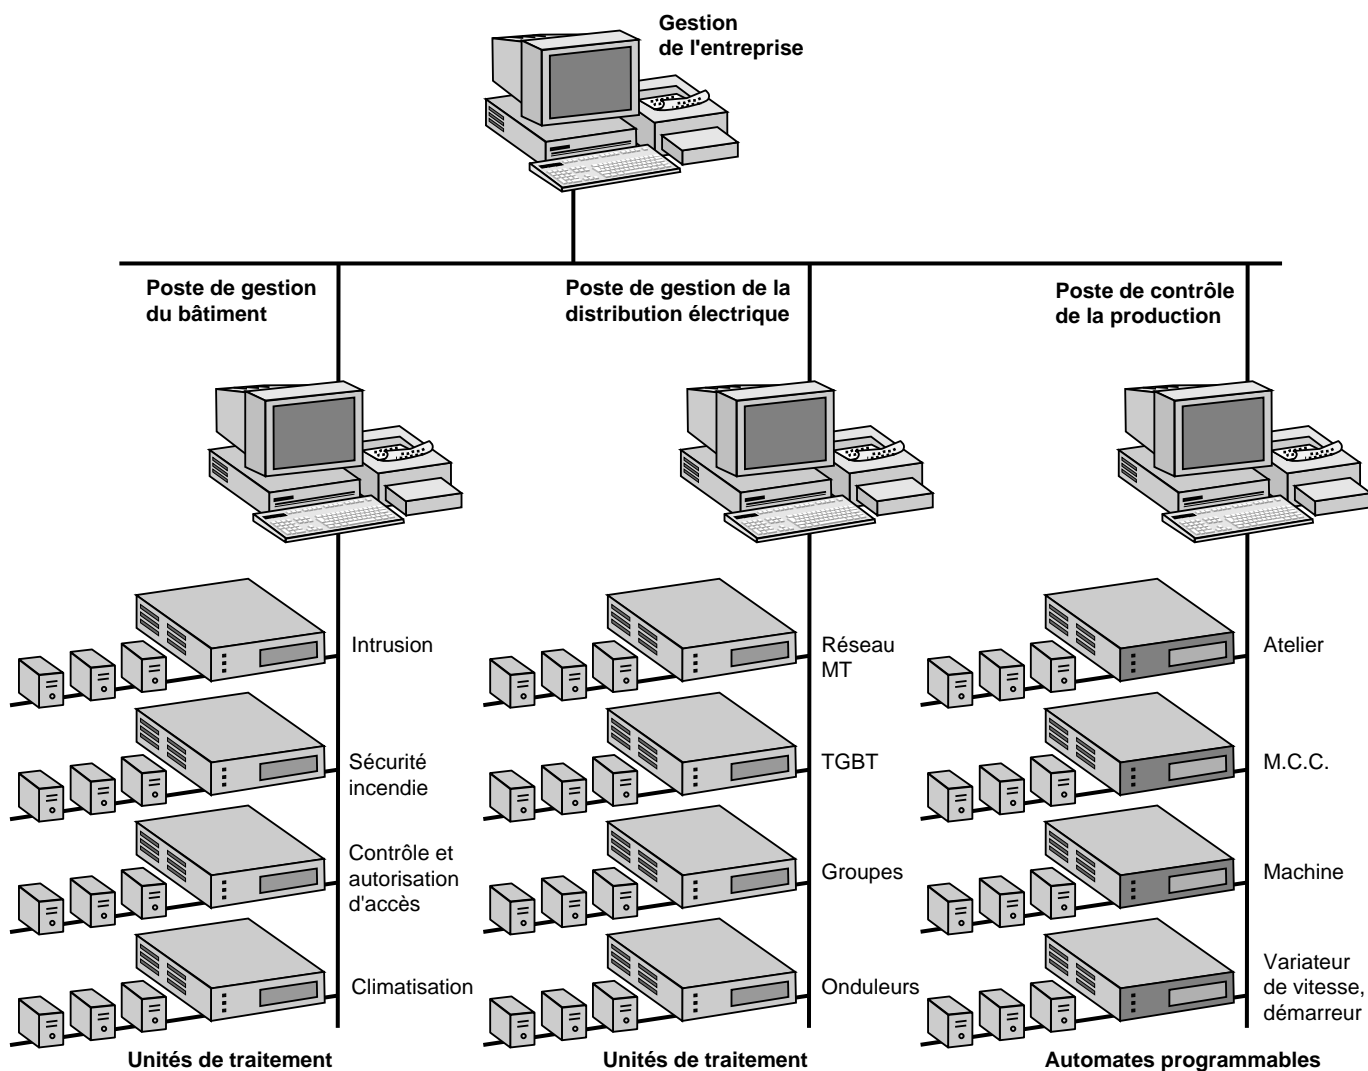 Gestion
de l'entreprise
Poste de gestion
du bâtiment
Poste de gestion de la
distribution électrique
Poste de contrôle
de la production
Intrusion
Sécurité
incendie
Contrôle et
autorisation
d'accès
Climatisation
Unités de traitement
Réseau
MT
TGBT
Groupes
Onduleurs
Unités de traitement
Atelier
M.C.C.
Machine
Variateur
de vitesse,
démarreur
Automates programmables